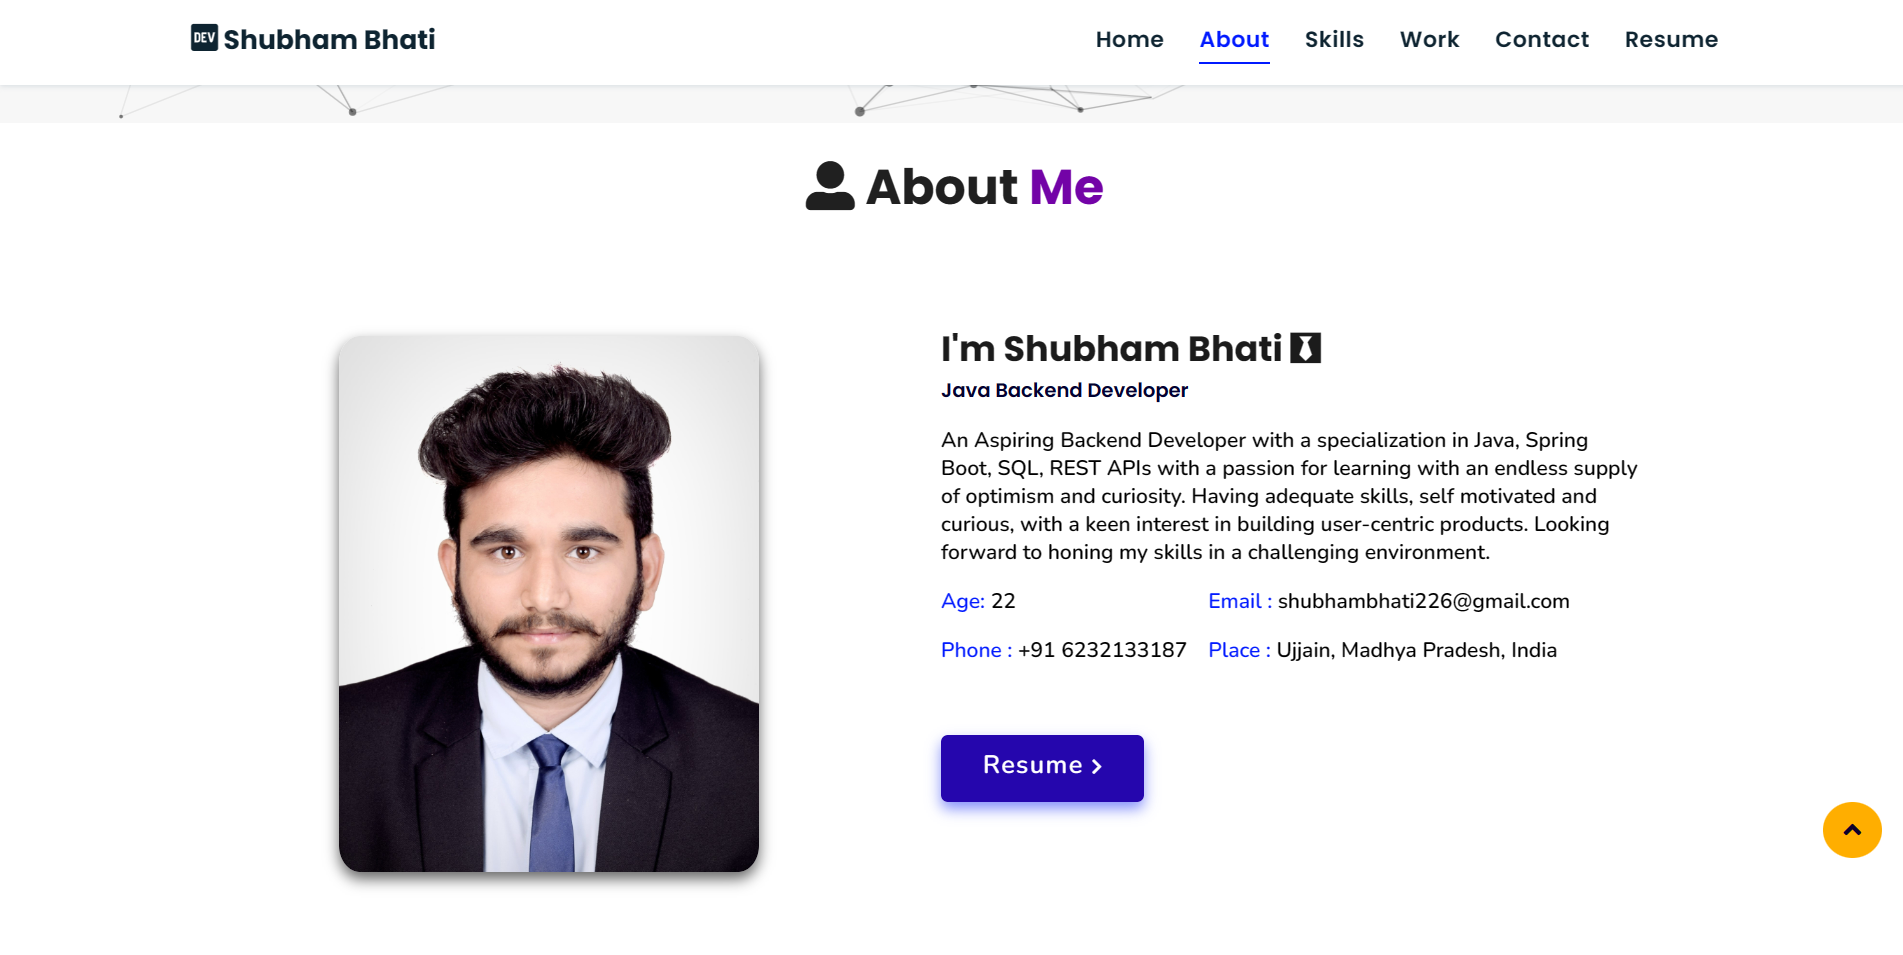 DEV Shubham Bhati
Home About Skills Work Contact Resume
About Me
I'm Shubham Bhati
Java Backend Developer
An Aspiring Backend Developer with a specialization in Java, Spring
Boot, SQL, REST APIs with a passion for learning with an endless supply
of optimism and curiosity. Having adequate skills, self motivated and
curious, with a keen interest in building user-centric products. Looking
forward to honing my skills in a challenging environment.
Age: 22 Email : shubhambhati226@gmail.com
Phone : +91 6232133187 Place : Ujjain, Madhya Pradesh, India
Resume